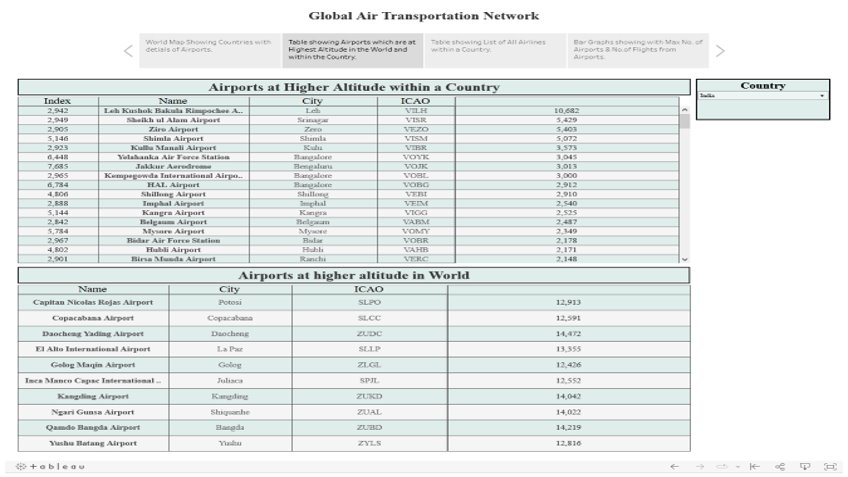 Global Air Transportation Network
World Map Showing Countries with
detials of Airports.
Table showing Airports which are at
Highest Altitude in the World and
within the Country.
Table showing List of All Airlines
within a Country.
Bar Graphs showing with Max No. of
Airports & No.of Flights from
Airports.
Airports at Higher Altitude within a Country
Index Name City ICAO
2,942 Leh Kushok Bakula Rimpochee A.. Leh VILH 10,682
2,949 Sheikh ul Alam Airport Srinagar VISR 5,429
2,905 Ziro Airport Zero VEZO 5,403
5,146 Shimla Airport Shimla VISM 5,072
2,923 Kullu Manali Airport Kulu VIBR 3,573
6,448 Yelahanka Air Force Station Bangalore VOYK 3,045
7,685 Jakkur Aerodrome Bengaluru VOJK 3,013
2,965 Kempegowda International Airpo.. Bangalore VOBL 3,000
6,784 HAL Airport Bangalore VOBG 2,912
4,806 Shillong Airport Shillong VEBI 2,910
2,888 Imphal Airport Imphal VEIM 2,540
5,144 Kangra Airport Kangra VIGG 2,525
2,842 Belgaum Airport Belgaum VABM 2,487
5,784 Mysore Airport Mysore VOMY 2,349
2,967 Bidar Air Force Station Bidar VOBR 2,178
4,802 Hubli Airport Hubli VAHB 2,171
2,901 Birsa Munda Airport Ranchi VERC 2,148
Country
India
Airports at higher altitude in World
Name City ICAO
Capitan Nicolas Rojas Airport Potosi SLPO 12,913
Copacabana Airport Copacabana SLCC 12,591
Daocheng Yading Airport Daocheng ZUDC 14,472
El Alto International Airport La Paz SLLP 13,355
Golog Maqin Airport Golog ZLGL 12,426
Inca Manco Capac International .. Juliaca SPJL 12,552
Kangding Airport Kangding ZUKD 14,042
Ngari Gunsa Airport Shiquanhe ZUAL 14,022
Qamdo Bangda Airport Bangda ZUBD 14,219
Yushu Batang Airport Yushu ZYLS 12,816
+ a b l e a u